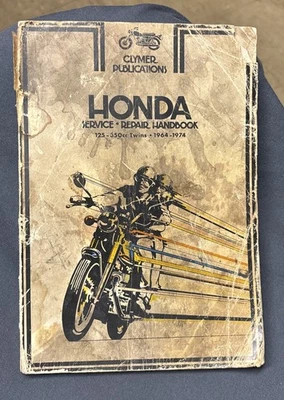 CLYMER
PUBLICATIONS
HONDA
SERVICE • REPAIR HANDBOOK
125-350cc Twins • 1964-1974